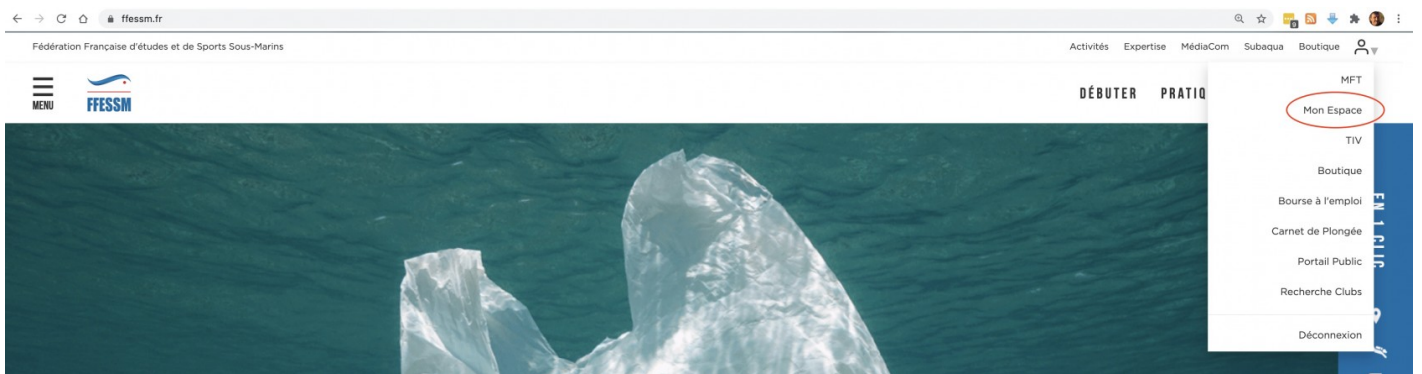 ffessm.fr
9
Fédération Française d'études et de Sports Sous-Marins
Activités Expertise MédiaCom Subaqua Boutique
MENU
FFESSM
DÉBUTER PRATIQ
MFT
Mon Espace
TIV
Boutique
Bourse à l'emploi
Carnet de Plongée
Portail Public
Recherche Clubs
Déconnexion
EN 1 CLIC